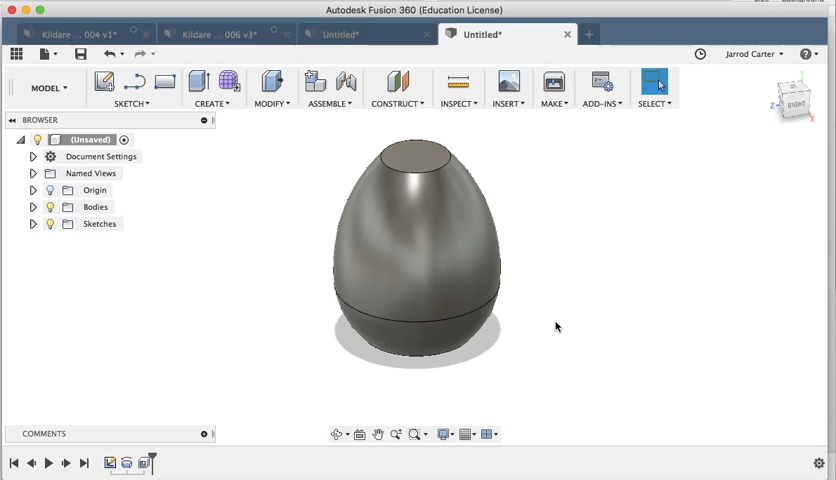 Autodesk Fusion 360 (Education License)
Kildare ... 004 v1*
Kildare ... 006 v3*
Untitled*
Untitled*
Jarrod Carter
MODEL
SKETCH
CREATE
MODIFY
ASSEMBLE
CONSTRUCT
INSPECT
INSERT
MAKE
ADD-INS
SELECT
BROWSER
(Unsaved)
Document Settings
Named Views
Origin
Bodies
Sketches
RIGHT
Z
Y
X
COMMENTS